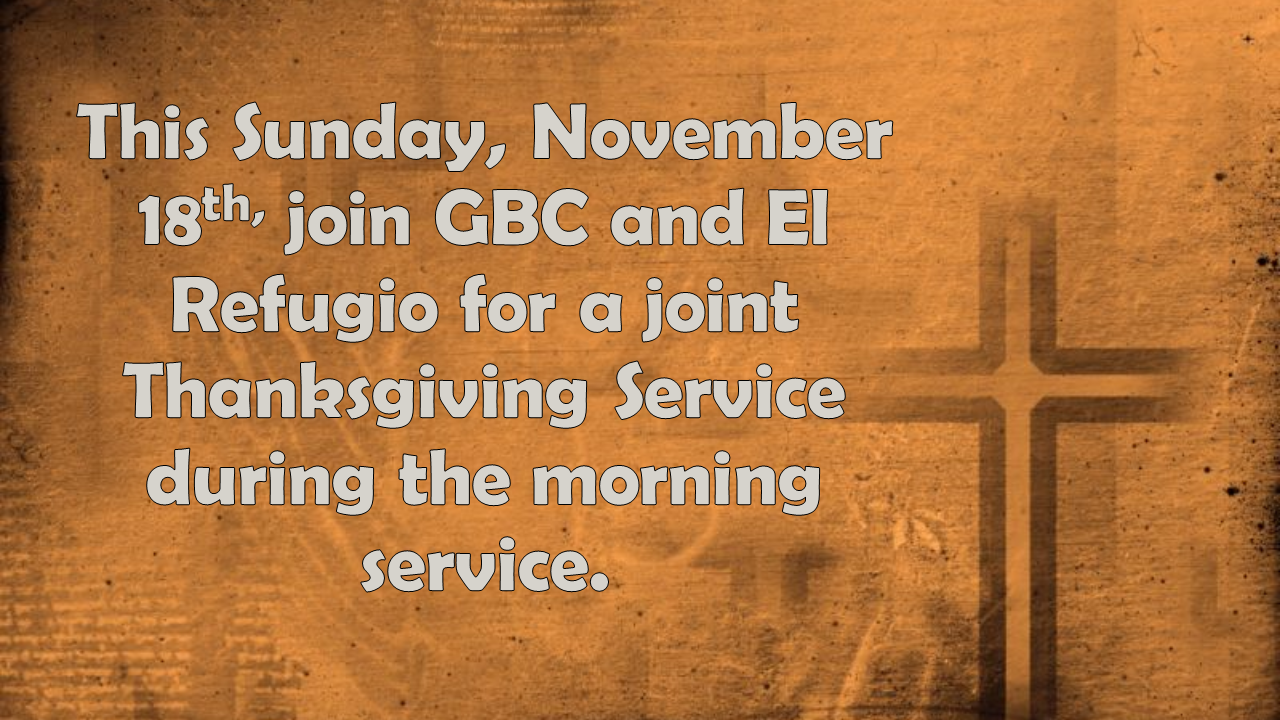 This Sunday, November
18th, join GBC and El
Refugio for a joint
Thanksgiving Service
during the morning
service.